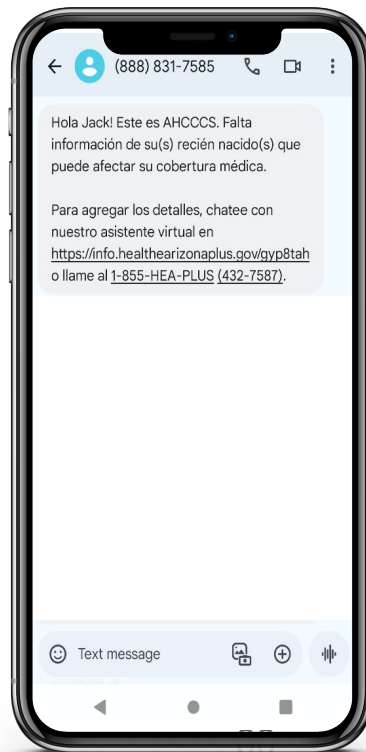 (888) 831-7585
Hola Jack! Este es AHCCCS. Falta
información de su(s) recién nacido(s) que
puede afectar su cobertura médica.
Para agregar los detalles, chatee con
nuestro asistente virtual en
https://info.healthearizonaplus.gov/gyp8tah
o llame al 1-855-HEA-PLUS (432-7587).
Text message